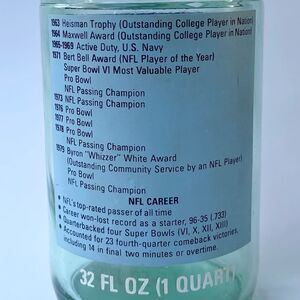 1963 Heisman Trophy (Outstanding College Player in Nation)
1964 Maxwell Award (Outstanding College Player in Nation)
1965-1969 Active Duty, U.S. Navy
1971 Bert Bell Award (NFL Player of the Year)
Super Bowl VI Most Valuable Player
Pro Bowl
NFL Passing Champion
1973 NFL Passing Champion
1975 Pro Bowl
1976 Pro Bowl
1977 Pro Bowl
1978 Pro Bowl
NFL Passing Champion
1979 Byron "Whizzer" White Award
(Outstanding Community Service by an NFL Player)
Pro Bowl
NFL Passing Champion
NFL CAREER
• NFL's top-rated passer of all time
• Career won-lost record as a starter, 96-35 (.733)
• Quarterbacked four Super Bowls (VI, X, XII, XIII)
• Accounted for 23 fourth-quarter comeback victories,
including 14 in final two minutes or overtime.
32 FL OZ (1 QUART)